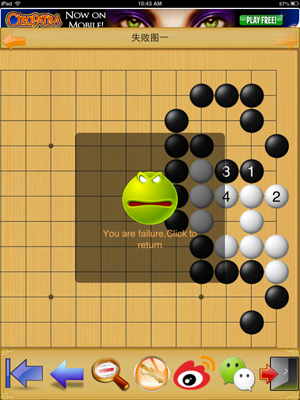 iPad 10:43 AM 57%
CLEOPATRA NOW ON MOBILE! PLAY FREE!
失败图一
3 1
4 2
You are failure,Click to
return